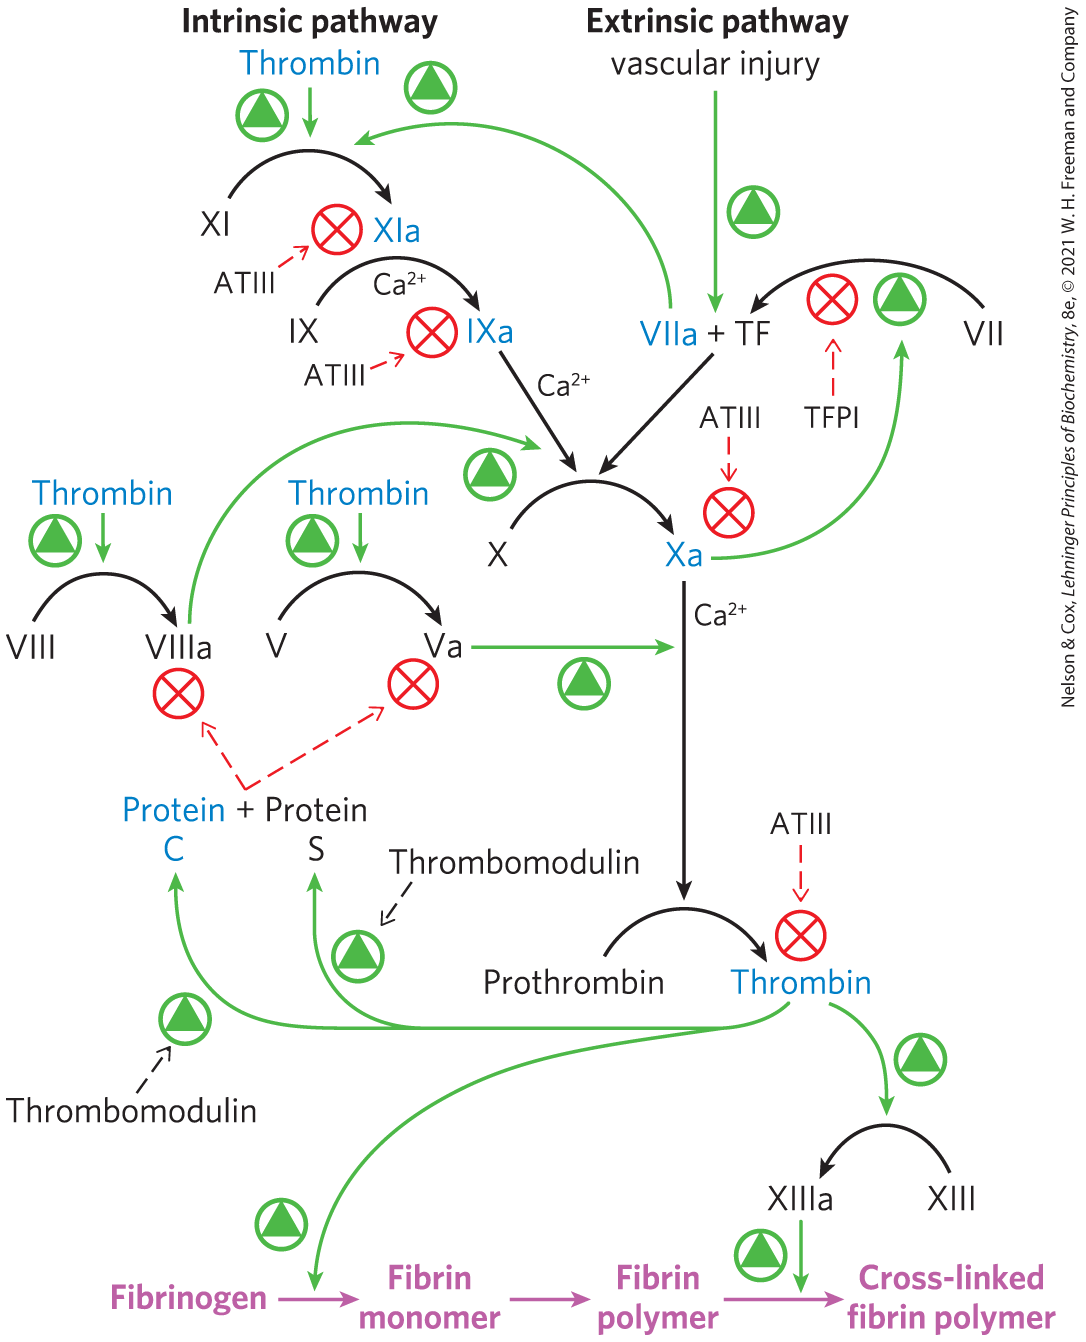 Intrinsic pathway
Extrinsic pathway
Thrombin
vascular injury
XI
XIa
ATIII
Ca²⁺
IX
IXa
ATIII
Ca²⁺
VIIa + TF
VII
ATIII
TFPI
Thrombin
Thrombin
X
Xa
Ca²⁺
VIII
VIIIa
V
Va
Protein + Protein
C
S
Thrombomodulin
ATIII
Prothrombin
Thrombin
Thrombomodulin
XIIIa
XIII
Fibrinogen
Fibrin
monomer
Fibrin
polymer
Cross-linked
fibrin polymer
Nelson & Cox, Lehninger Principles of Biochemistry, 8e, © 2021 W. H. Freeman and Company